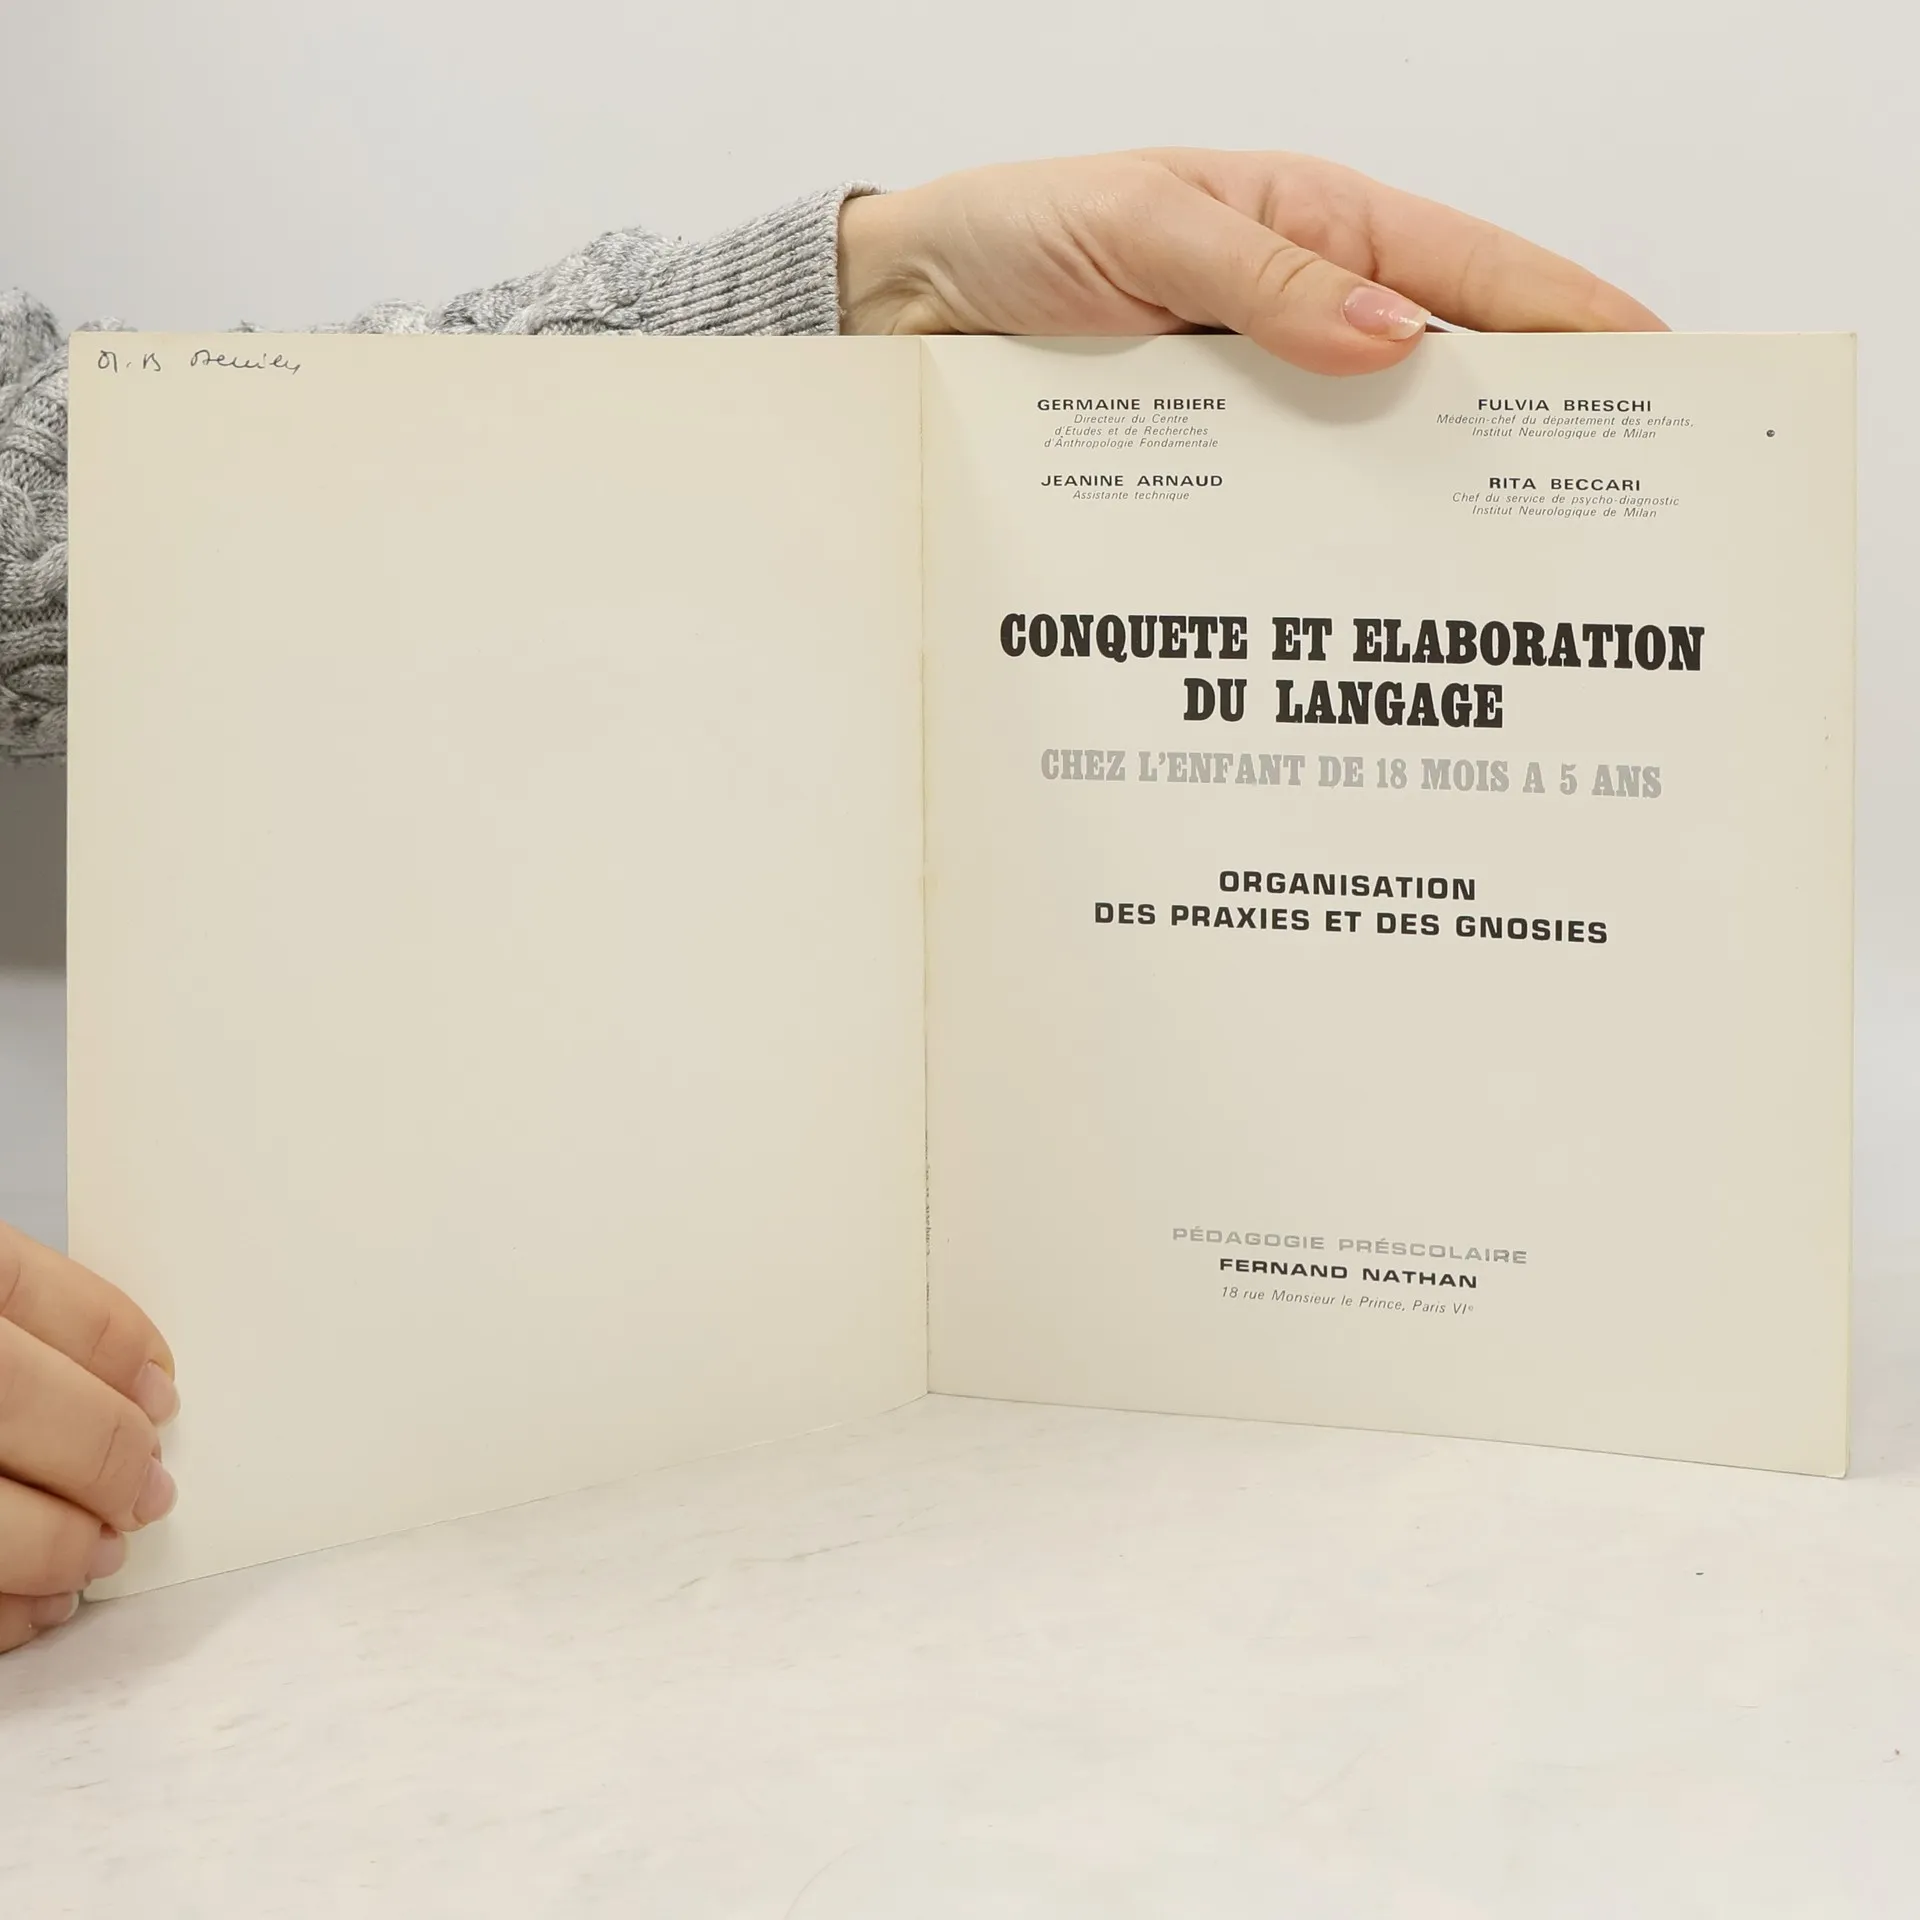 GERMAINE RIBIERE
Directeur du Centre
d'Etudes et de Recherches
d'Anthropologie Fondamentale
JEANINE ARNAUD
Assistante technique
FULVIA BRESCHI
Médecin-chef du département des enfants,
Institut Neurologique de Milan
RITA BECCARI
Chef du service de psycho-diagnostic
Institut Neurologique de Milan
CONQUETE ET ELABORATION
DU LANGAGE
CHEZ L'ENFANT DE 18 MOIS A 5 ANS
ORGANISATION
DES PRAXIES ET DES GNOSIES
PÉDAGOGIE PRÉSCOLAIRE
FERNAND NATHAN
18 rue Monsieur le Prince, Paris VIe